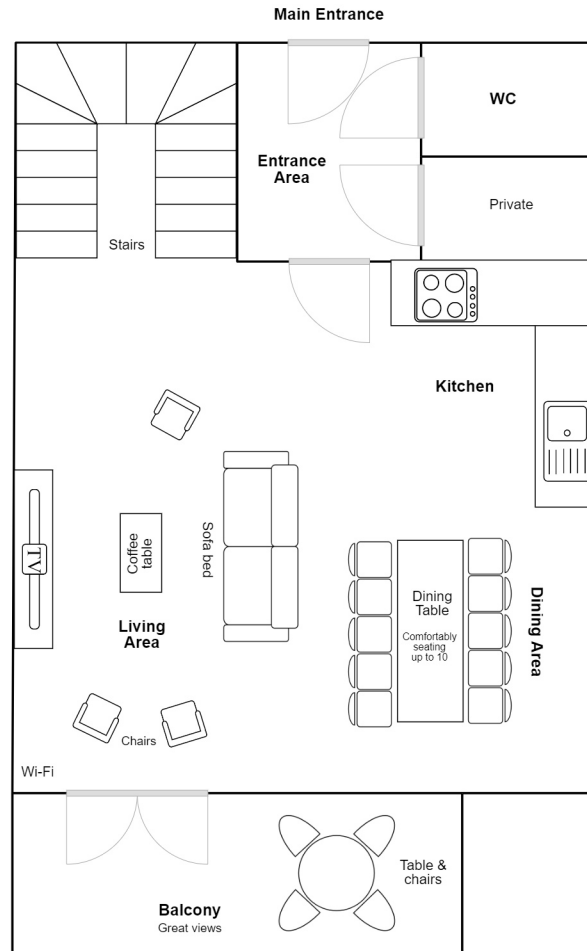 Main Entrance
WC
Entrance
Area
Private
Stairs
Kitchen
TV
Coffee
table
Sofa bed
Living
Area
Dining
Table
Comfortably
seating
up to 10
Dining Area
Chairs
Wi-Fi
Table &
chairs
Balcony
Great views